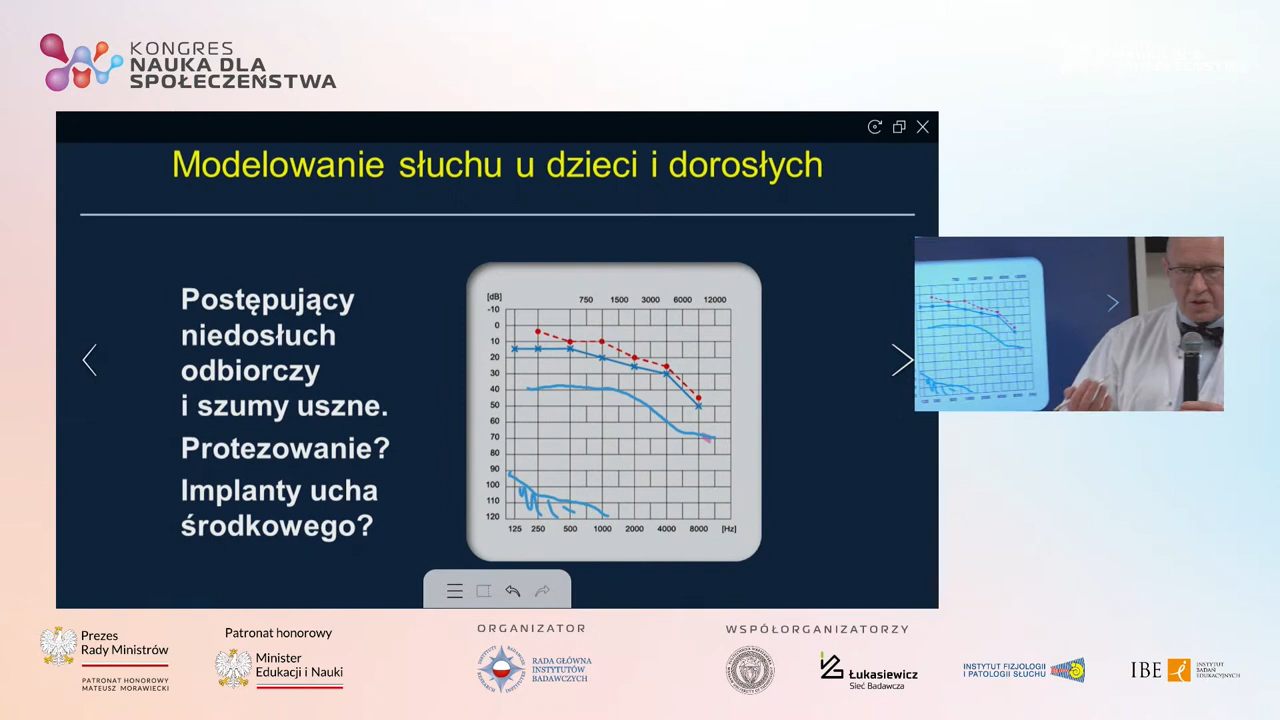 KONGRES
NAUKA DLA
SPOŁECZEŃSTWA
Modelowanie słuchu u dzieci i dorosłych
Postępujący
niedosłuch
odbiorczy
i szumy uszne.
Protezowanie?
Implanty ucha
środkowego?
[dB] 750 1500 3000 6000 12000
-10
0
10
20
30
40
50
60
70
80
90
100
110
120
125 250 500 1000 2000 4000 8000 [Hz]
Prezes
Rady Ministrów
PATRONAT HONOROWY
MATEUSZ MORAWIECKI
Patronat honorowy
Minister
Edukacji i Nauki
ORGANIZATOR
RADA GŁÓWNA
INSTYTUTÓW
BADAWCZYCH
WSPÓŁORGANIZATORZY
Łukasiewicz
Sieć Badawcza
INSTYTUT FIZJOLOGII
I PATOLOGII SŁUCHU
IBE
INSTYTUT
BADAŃ
EDUKACYJNYCH